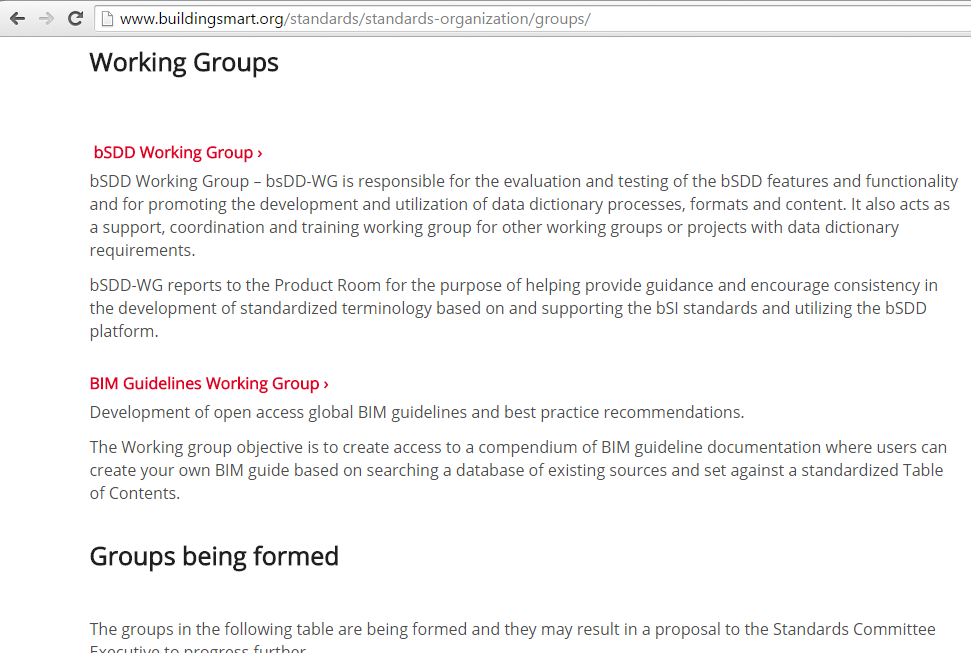 www.buildingsmart.org/standards/standards-organization/groups/
Working Groups
bSDD Working Group ›
bSDD Working Group – bsDD-WG is responsible for the evaluation and testing of the bSDD features and functionality
and for promoting the development and utilization of data dictionary processes, formats and content. It also acts as
a support, coordination and training working group for other working groups or projects with data dictionary
requirements.
bSDD-WG reports to the Product Room for the purpose of helping provide guidance and encourage consistency in
the development of standardized terminology based on and supporting the bSI standards and utilizing the bSDD
platform.
BIM Guidelines Working Group ›
Development of open access global BIM guidelines and best practice recommendations.
The Working group objective is to create access to a compendium of BIM guideline documentation where users can
create your own BIM guide based on searching a database of existing sources and set against a standardized Table
of Contents.
Groups being formed
The groups in the following table are being formed and they may result in a proposal to the Standards Committee
Executive to progress further.